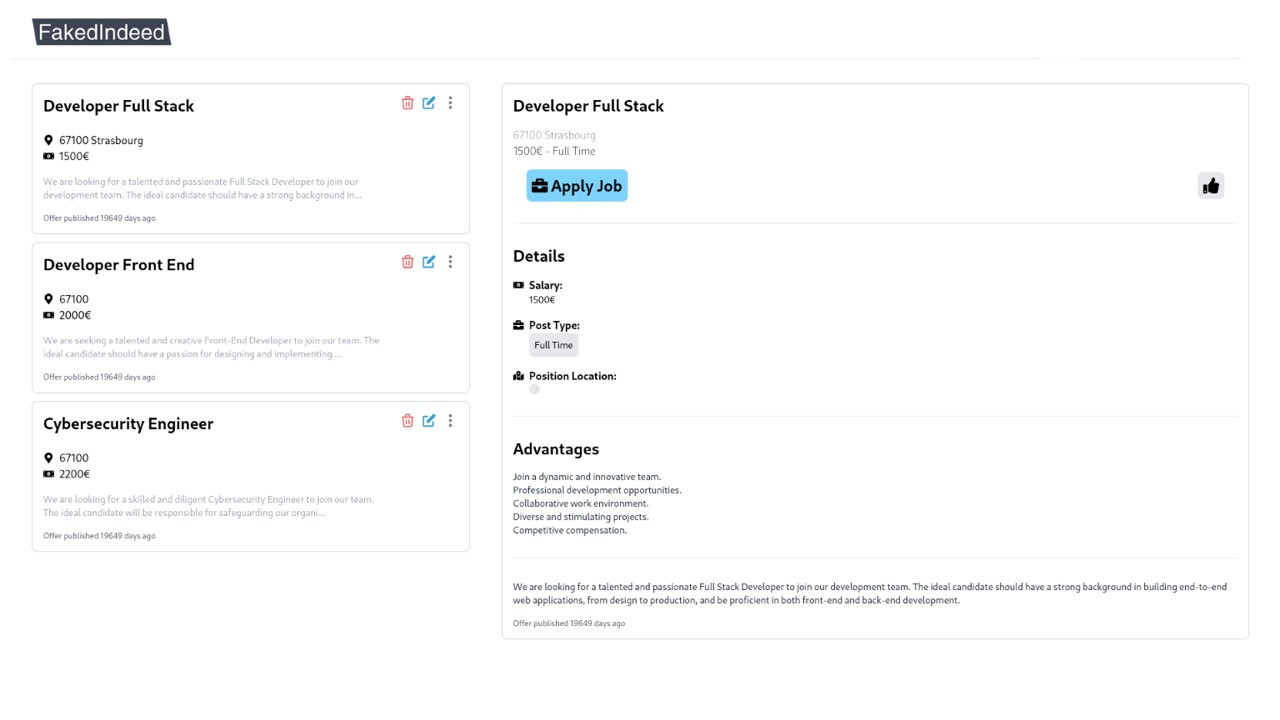 FakedIndeed
Developer Full Stack
67100 Strasbourg
1500€
We are looking for a talented and passionate Full Stack Developer to join our
development team. The ideal candidate should have a strong background in...
Offer published 19649 days ago
Developer Front End
67100
2000€
We are seeking a talented and creative Front-End Developer to join our team. The
ideal candidate should have a passion for designing and implementing ...
Offer published 19649 days ago
Cybersecurity Engineer
67100
2200€
We are looking for a skilled and diligent Cybersecurity Engineer to join our team.
The ideal candidate will be responsible for safeguarding our organi...
Offer published 19649 days ago
Developer Full Stack
67100 Strasbourg
1500€ - Full Time
Apply Job
Details
Salary:
1500€
Post Type:
Full Time
Position Location:
Advantages
Join a dynamic and innovative team.
Professional development opportunities.
Collaborative work environment.
Diverse and stimulating projects.
Competitive compensation.
We are looking for a talented and passionate Full Stack Developer to join our development team. The ideal candidate should have a strong background in building end-to-end
web applications, from design to production, and be proficient in both front-end and back-end development.
Offer published 19649 days ago